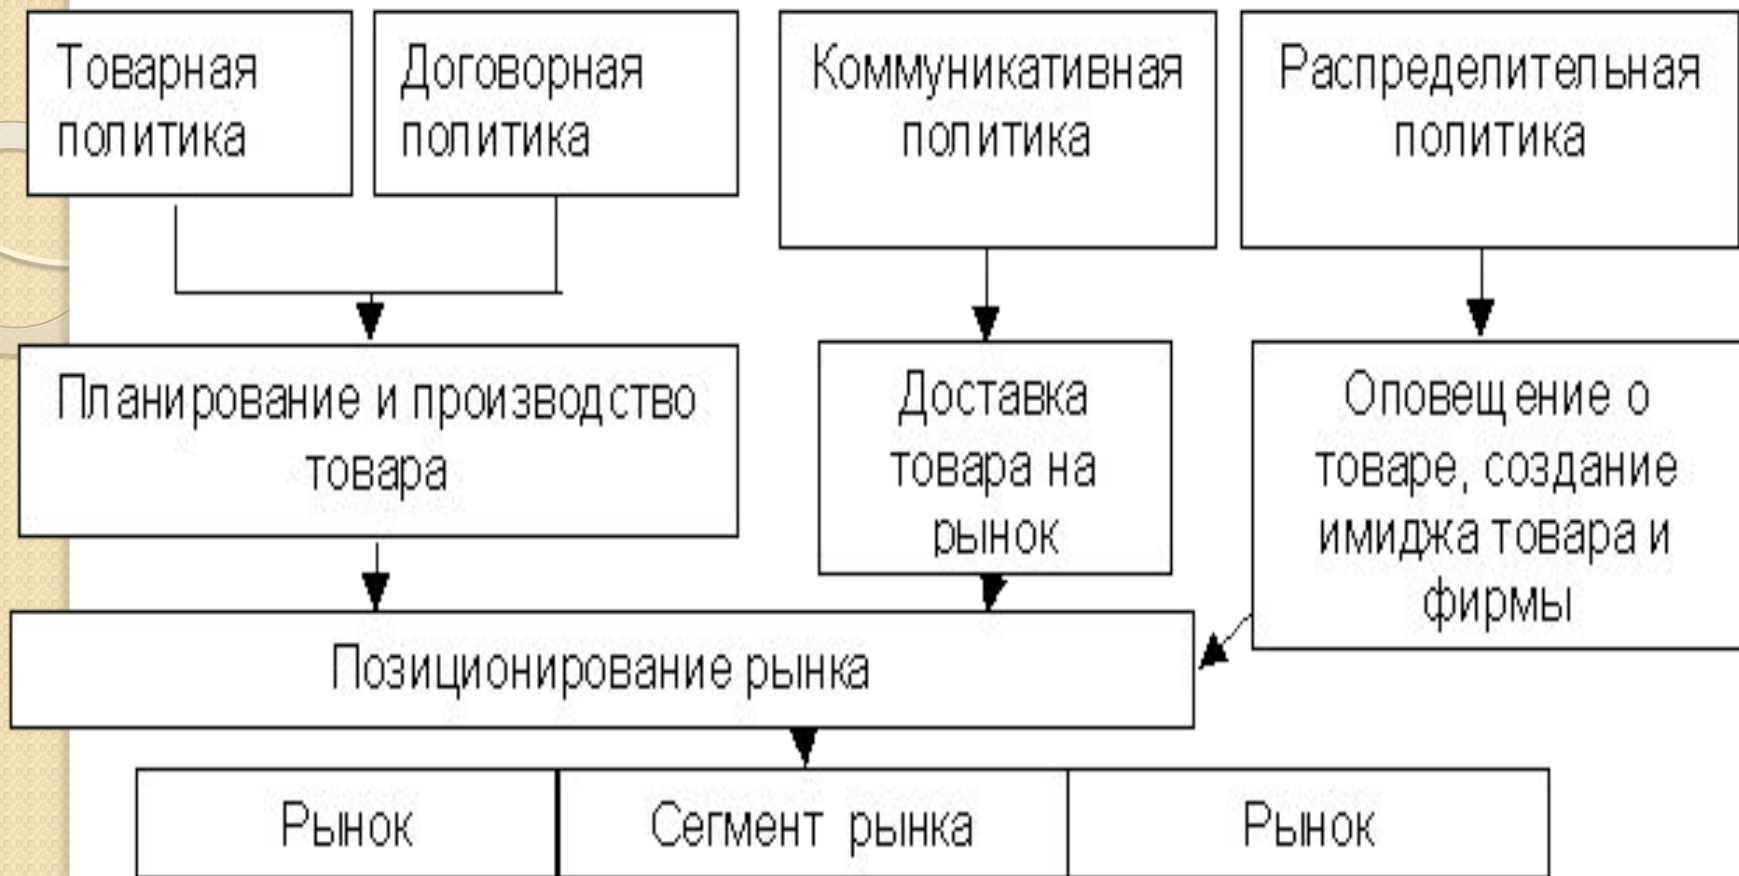 Товарная
политика
Договорная
политика
Коммуникативная
политика
Распределительная
политика
Планирование и производство
товара
Доставка
товара на
рынок
Оповещение о
товаре, создание
имиджа товара и
фирмы
Позиционирование рынка
Рынок
Сегмент рынка
Рынок